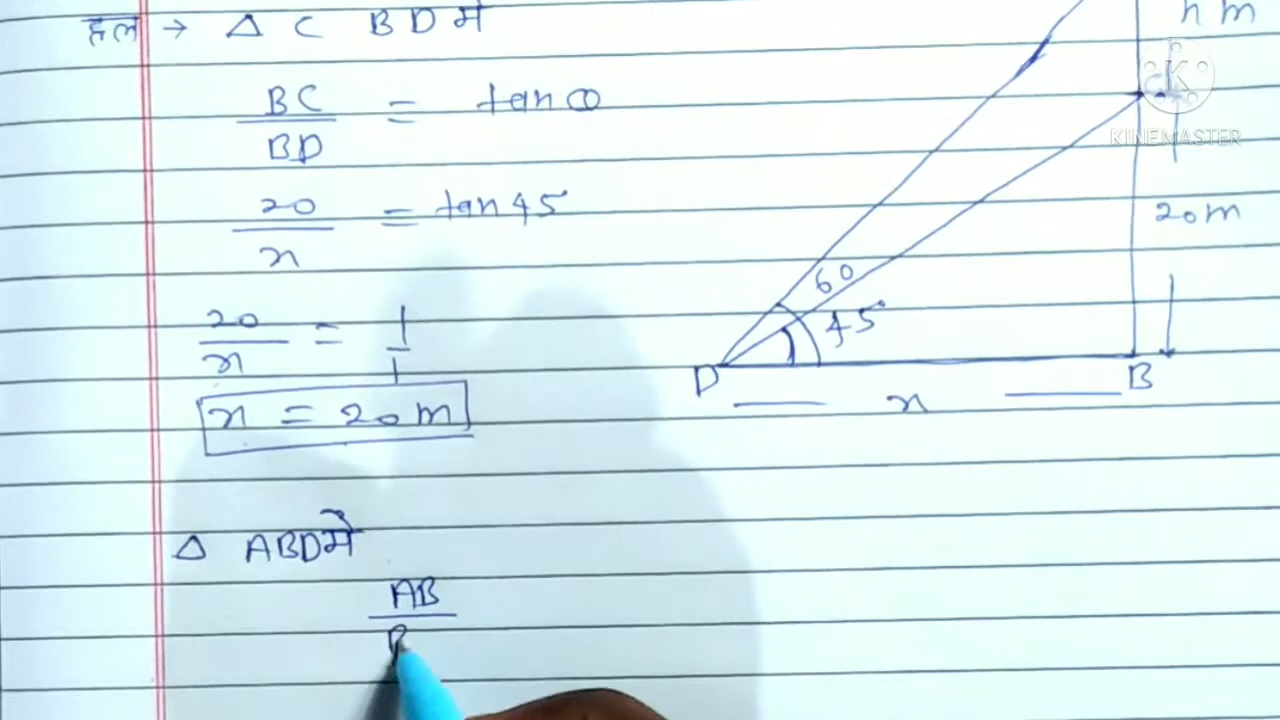 हल → Δ C BD में
BC/BD = tan θ
20/x = tan 45
20/x = 1/1
x = 20 m
Δ ABD में
AB/B
h m
C
20 m
60
45°
D
B
x
K
KINEMASTER